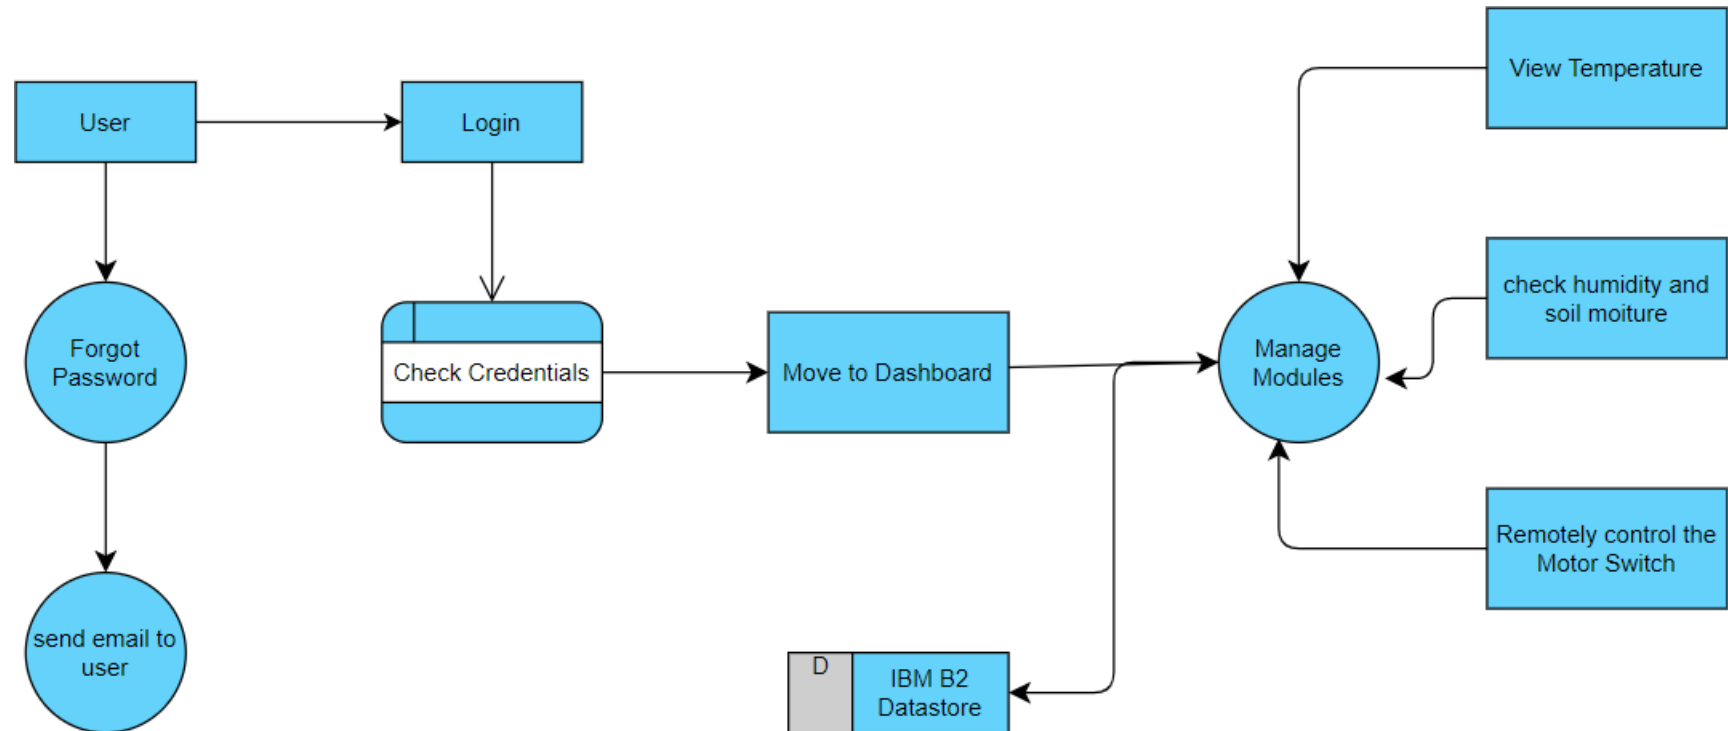 User
Login
Forgot
Password
send email to
user
Check Credentials
Move to Dashboard
D
IBM B2
Datastore
Manage
Modules
View Temperature
check humidity and
soil moiture
Remotely control the
Motor Switch